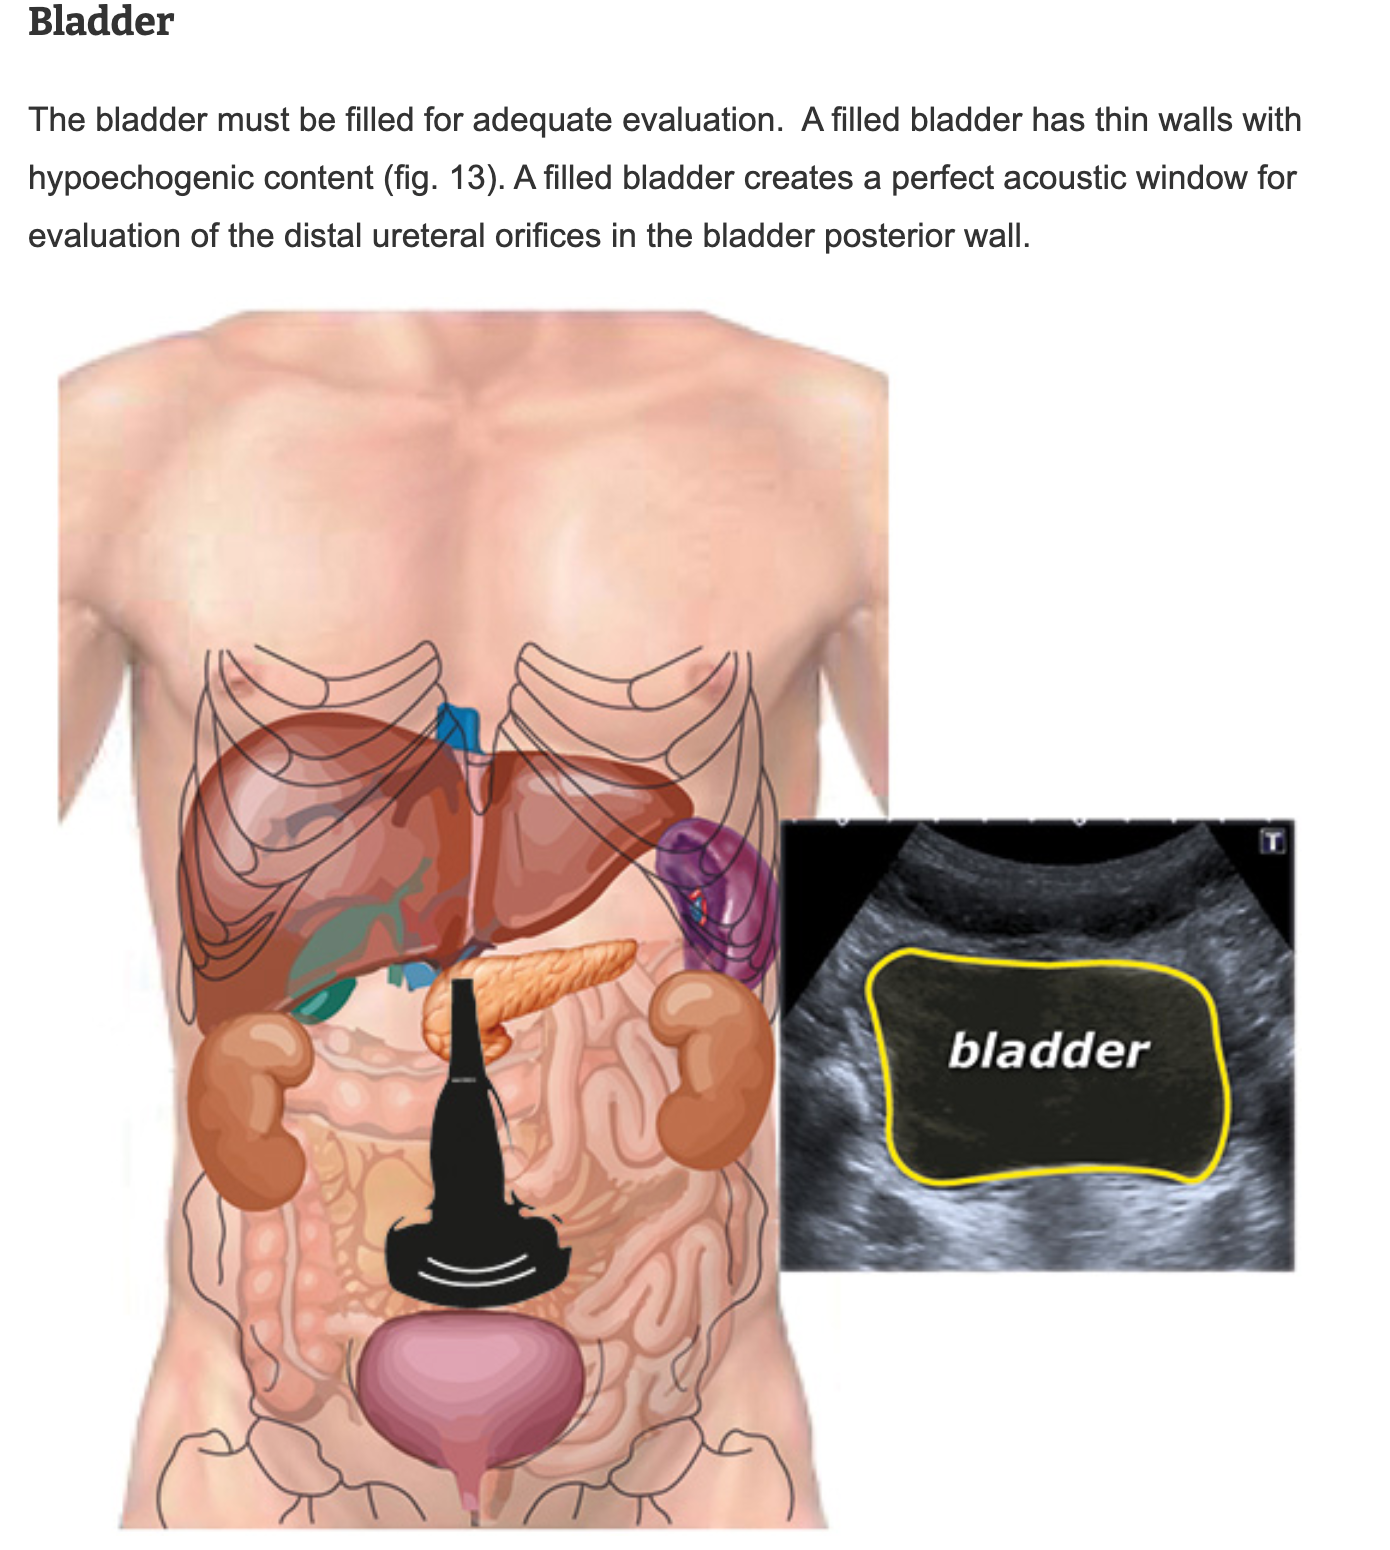 Bladder
The bladder must be filled for adequate evaluation.  A filled bladder has thin walls with
hypoechogenic content (fig. 13). A filled bladder creates a perfect acoustic window for
evaluation of the distal ureteral orifices in the bladder posterior wall.
T
bladder